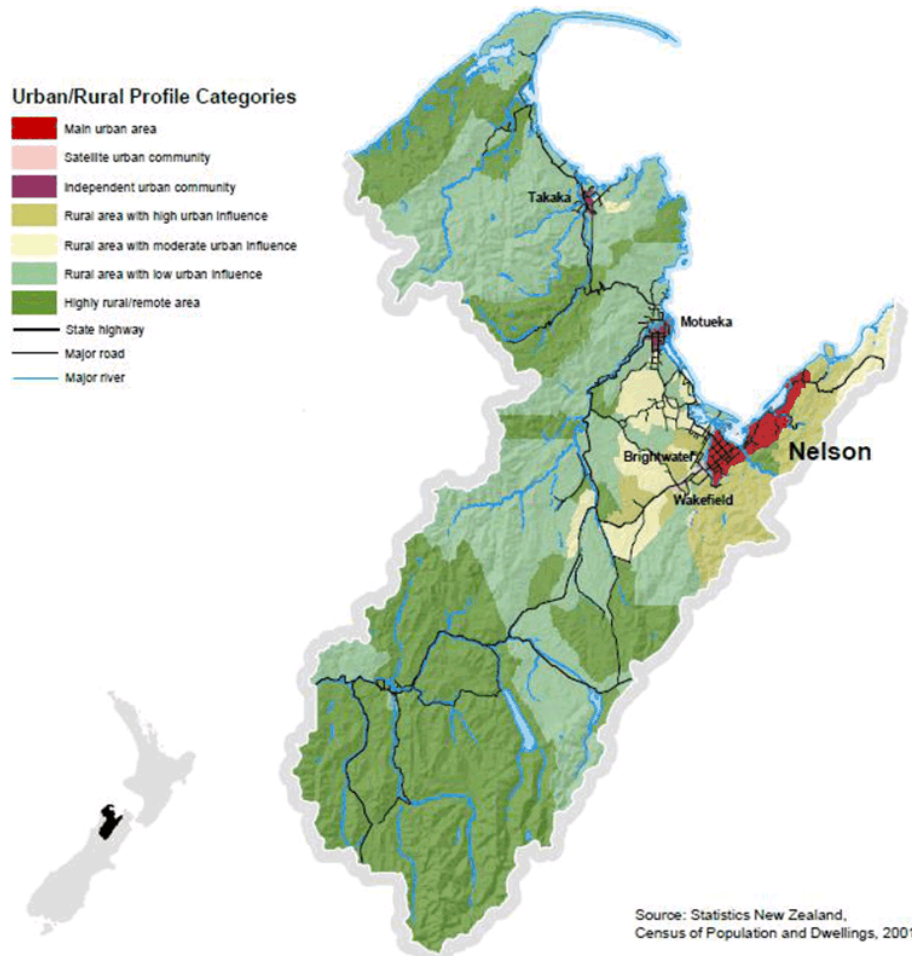 Urban/Rural Profile Categories
Main urban area
Satellite urban community
Independent urban community
Rural area with high urban influence
Rural area with moderate urban influence
Rural area with low urban influence
Highly rural/remote area
State highway
Major road
Major river
Takaka
Motueka
Nelson
Brightwater
Wakefield
Source: Statistics New Zealand,
Census of Population and Dwellings, 2001